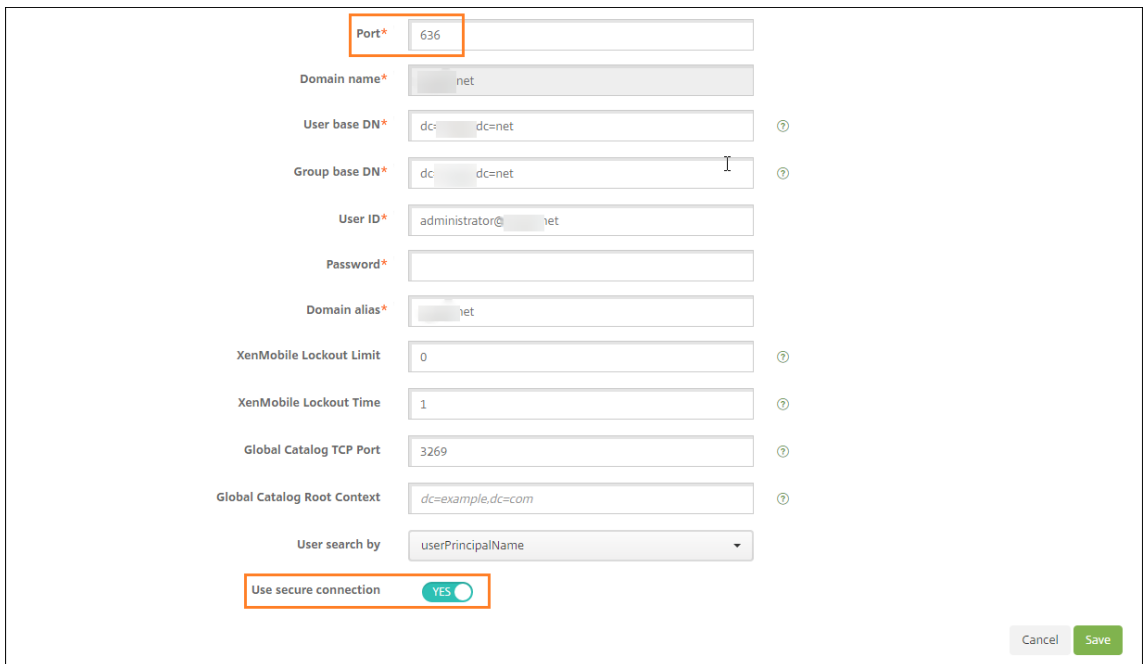 Port* 636
Domain name* net
User base DN* dc= dc=net
Group base DN* dc dc=net
User ID* administrator@ net
Password*
Domain alias* net
XenMobile Lockout Limit 0
XenMobile Lockout Time 1
Global Catalog TCP Port 3269
Global Catalog Root Context dc=example,dc=com
User search by userPrincipalName
Use secure connection YES
Cancel Save